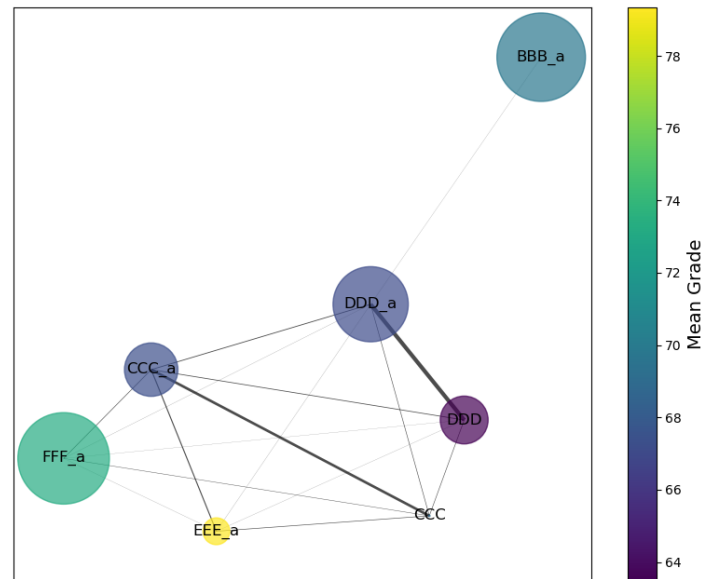 BBB_a
DDD_a
CCC_a
DDD
FFF_a
CCC
EEE_a
78
76
74
72
70
68
66
64
Mean Grade